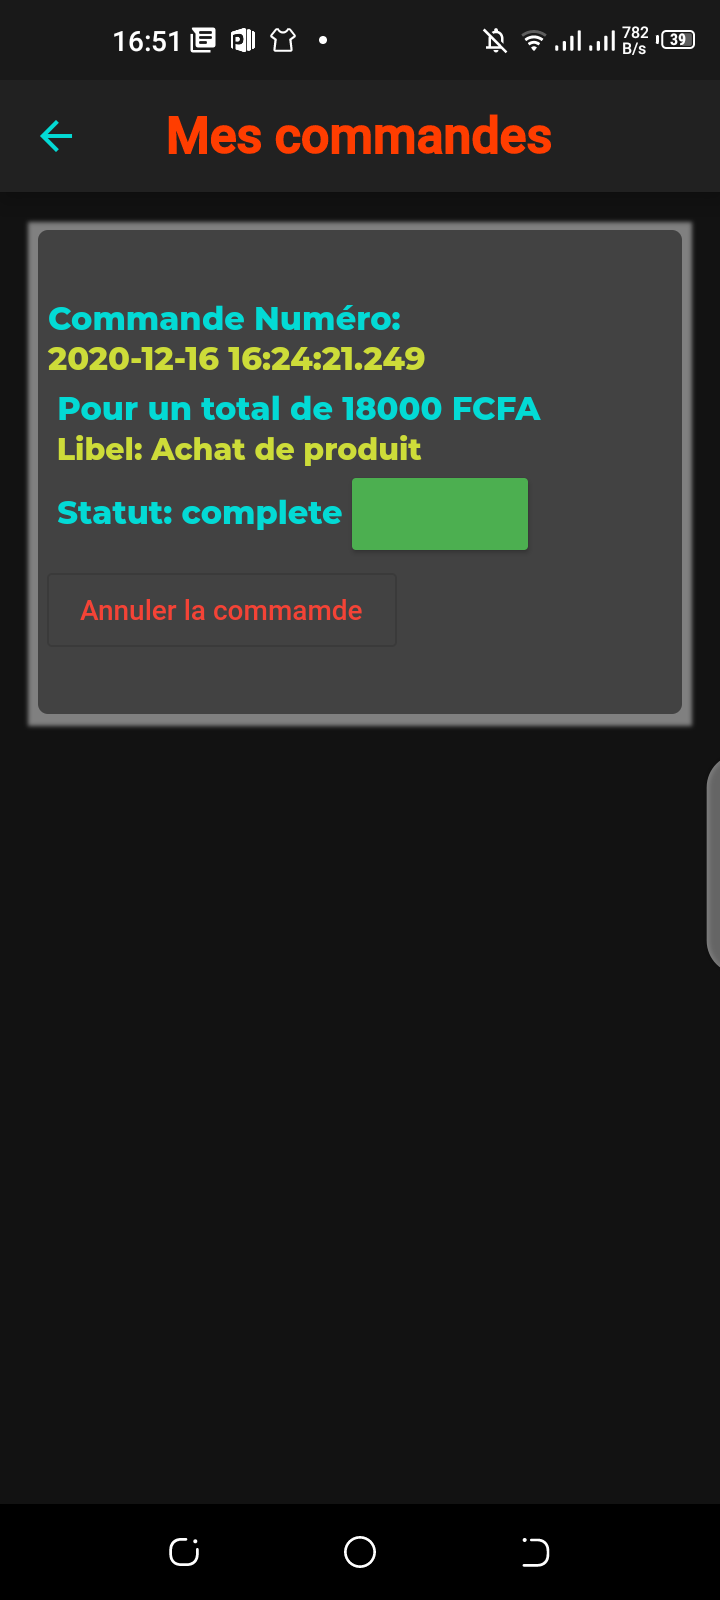 16:51
782
B/s
39
Mes commandes
Commande Numéro:
2020-12-16 16:24:21.249
Pour un total de 18000 FCFA
Libel: Achat de produit
Statut: complete
Annuler la commamde